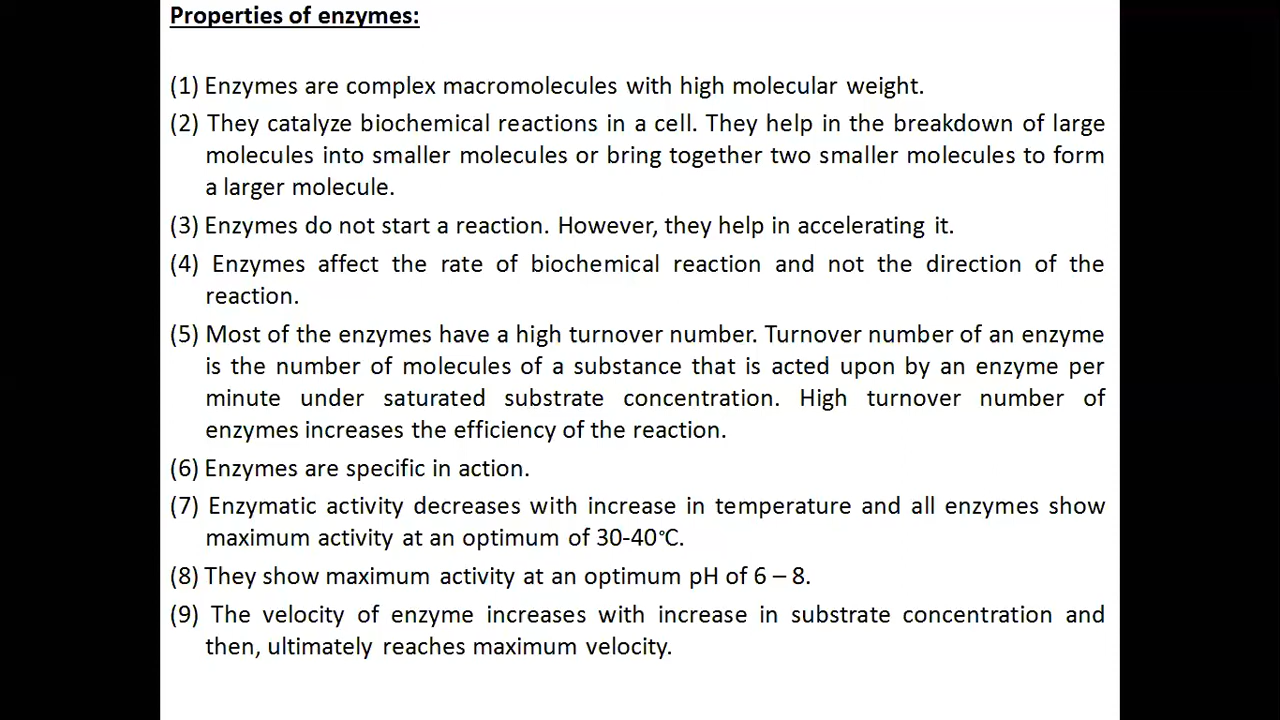 Properties of enzymes:
(1) Enzymes are complex macromolecules with high molecular weight.
(2) They catalyze biochemical reactions in a cell. They help in the breakdown of large
molecules into smaller molecules or bring together two smaller molecules to form
a larger molecule.
(3) Enzymes do not start a reaction. However, they help in accelerating it.
(4) Enzymes affect the rate of biochemical reaction and not the direction of the
reaction.
(5) Most of the enzymes have a high turnover number. Turnover number of an enzyme
is the number of molecules of a substance that is acted upon by an enzyme per
minute under saturated substrate concentration. High turnover number of
enzymes increases the efficiency of the reaction.
(6) Enzymes are specific in action.
(7) Enzymatic activity decreases with increase in temperature and all enzymes show
maximum activity at an optimum of 30-40°C.
(8) They show maximum activity at an optimum pH of 6 – 8.
(9) The velocity of enzyme increases with increase in substrate concentration and
then, ultimately reaches maximum velocity.